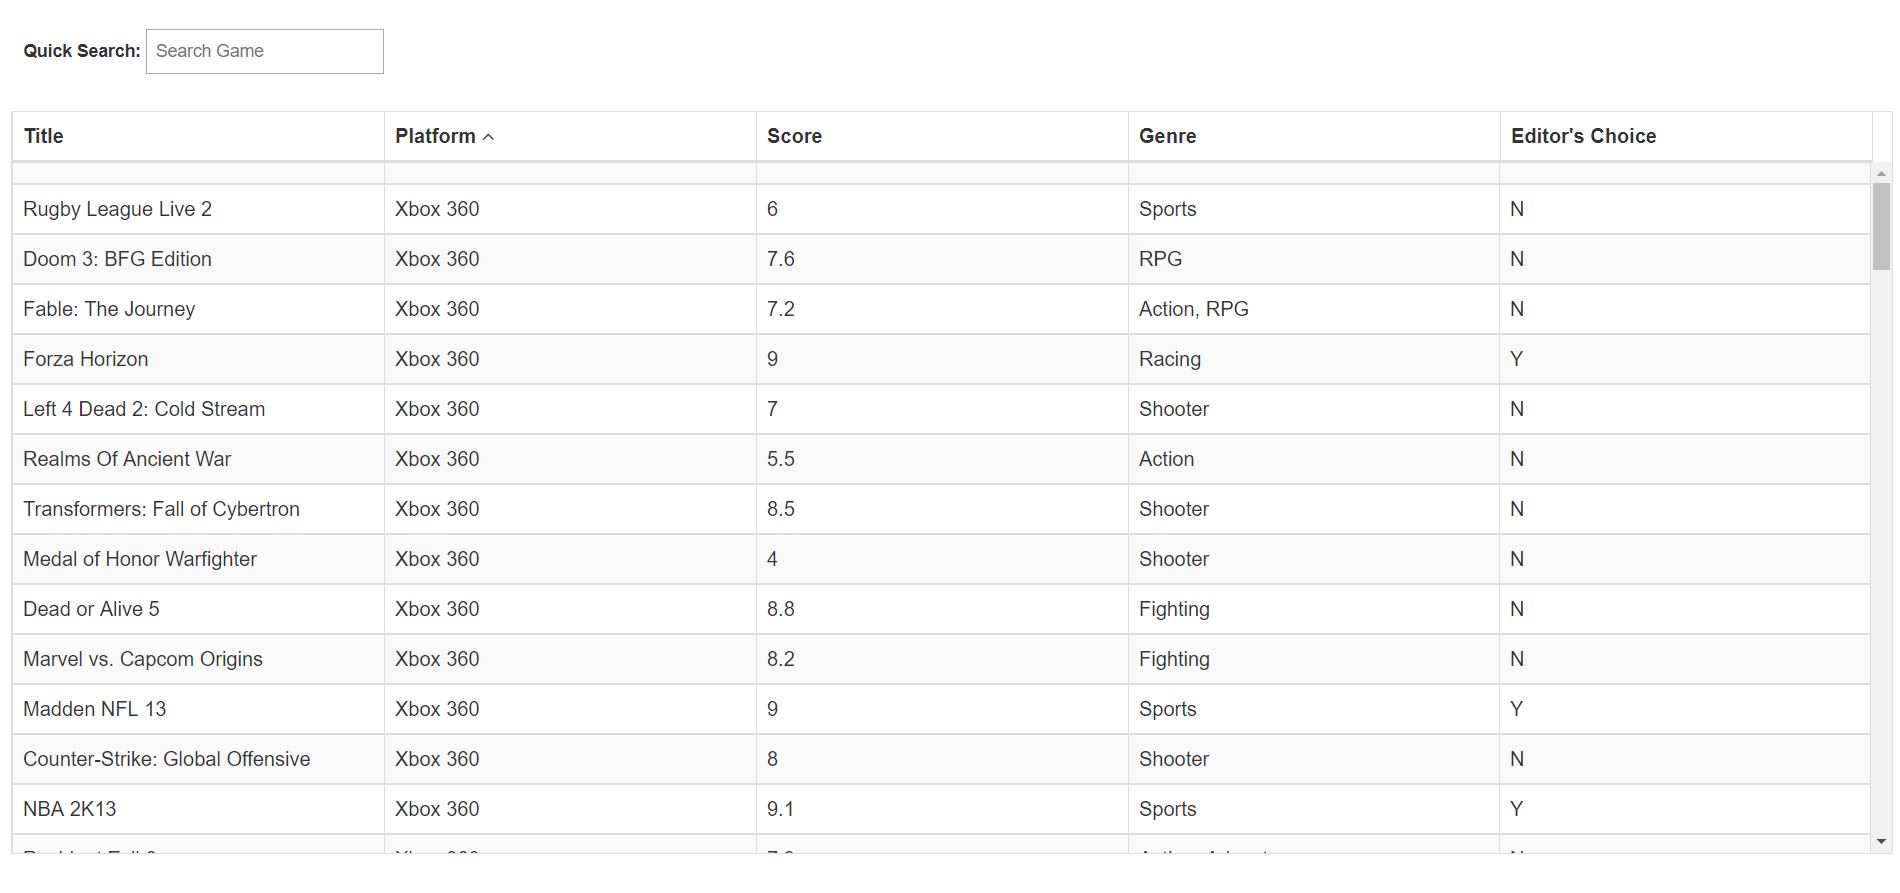 Quick Search: Search Game
Title Platform Score Genre Editor's Choice
Rugby League Live 2 Xbox 360 6 Sports N
Doom 3: BFG Edition Xbox 360 7.6 RPG N
Fable: The Journey Xbox 360 7.2 Action, RPG N
Forza Horizon Xbox 360 9 Racing Y
Left 4 Dead 2: Cold Stream Xbox 360 7 Shooter N
Realms Of Ancient War Xbox 360 5.5 Action N
Transformers: Fall of Cybertron Xbox 360 8.5 Shooter N
Medal of Honor Warfighter Xbox 360 4 Shooter N
Dead or Alive 5 Xbox 360 8.8 Fighting N
Marvel vs. Capcom Origins Xbox 360 8.2 Fighting N
Madden NFL 13 Xbox 360 9 Sports Y
Counter-Strike: Global Offensive Xbox 360 8 Shooter N
NBA 2K13 Xbox 360 9.1 Sports Y